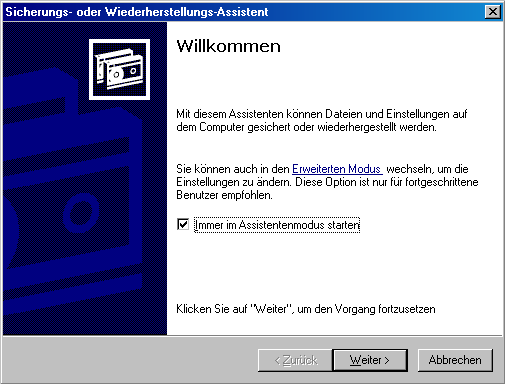 Sicherungs- oder Wiederherstellungs-Assistent
Willkommen
Mit diesem Assistenten können Dateien und Einstellungen auf
dem Computer gesichert oder wiederhergestellt werden.
Sie können auch in den Erweiterten Modus wechseln, um die
Einstellungen zu ändern. Diese Option ist nur für fortgeschrittene
Benutzer empfohlen.
Immer im Assistentenmodus starten
Klicken Sie auf "Weiter", um den Vorgang fortzusetzen
< Zurück Weiter > Abbrechen